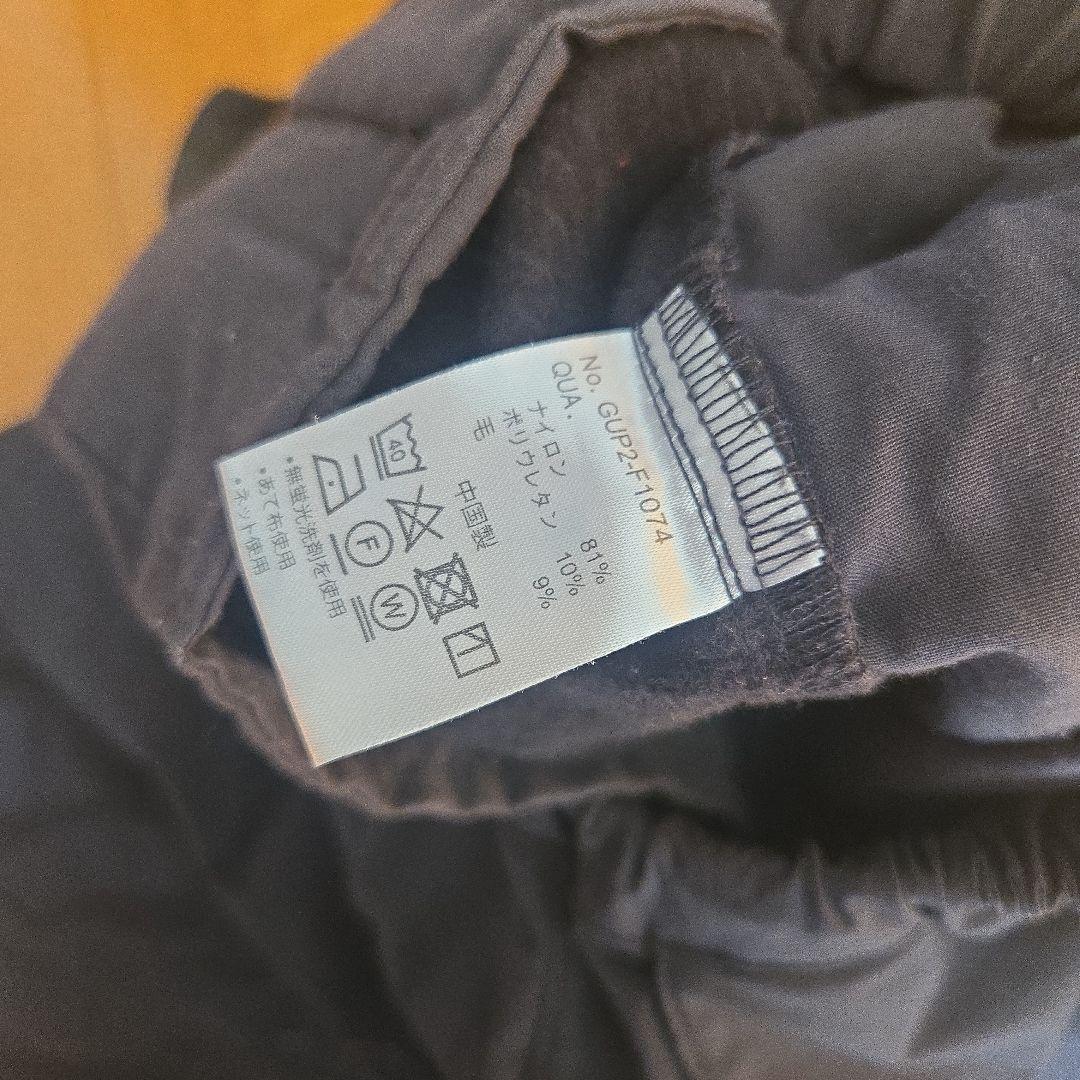 No. GUP2-F1074
QUA.
ナイロン 81%
ポリウレタン 10%
毛 9%
中国製
40
F
W
•無蛍光洗剤を使用
•あて布使用
•ネット使用